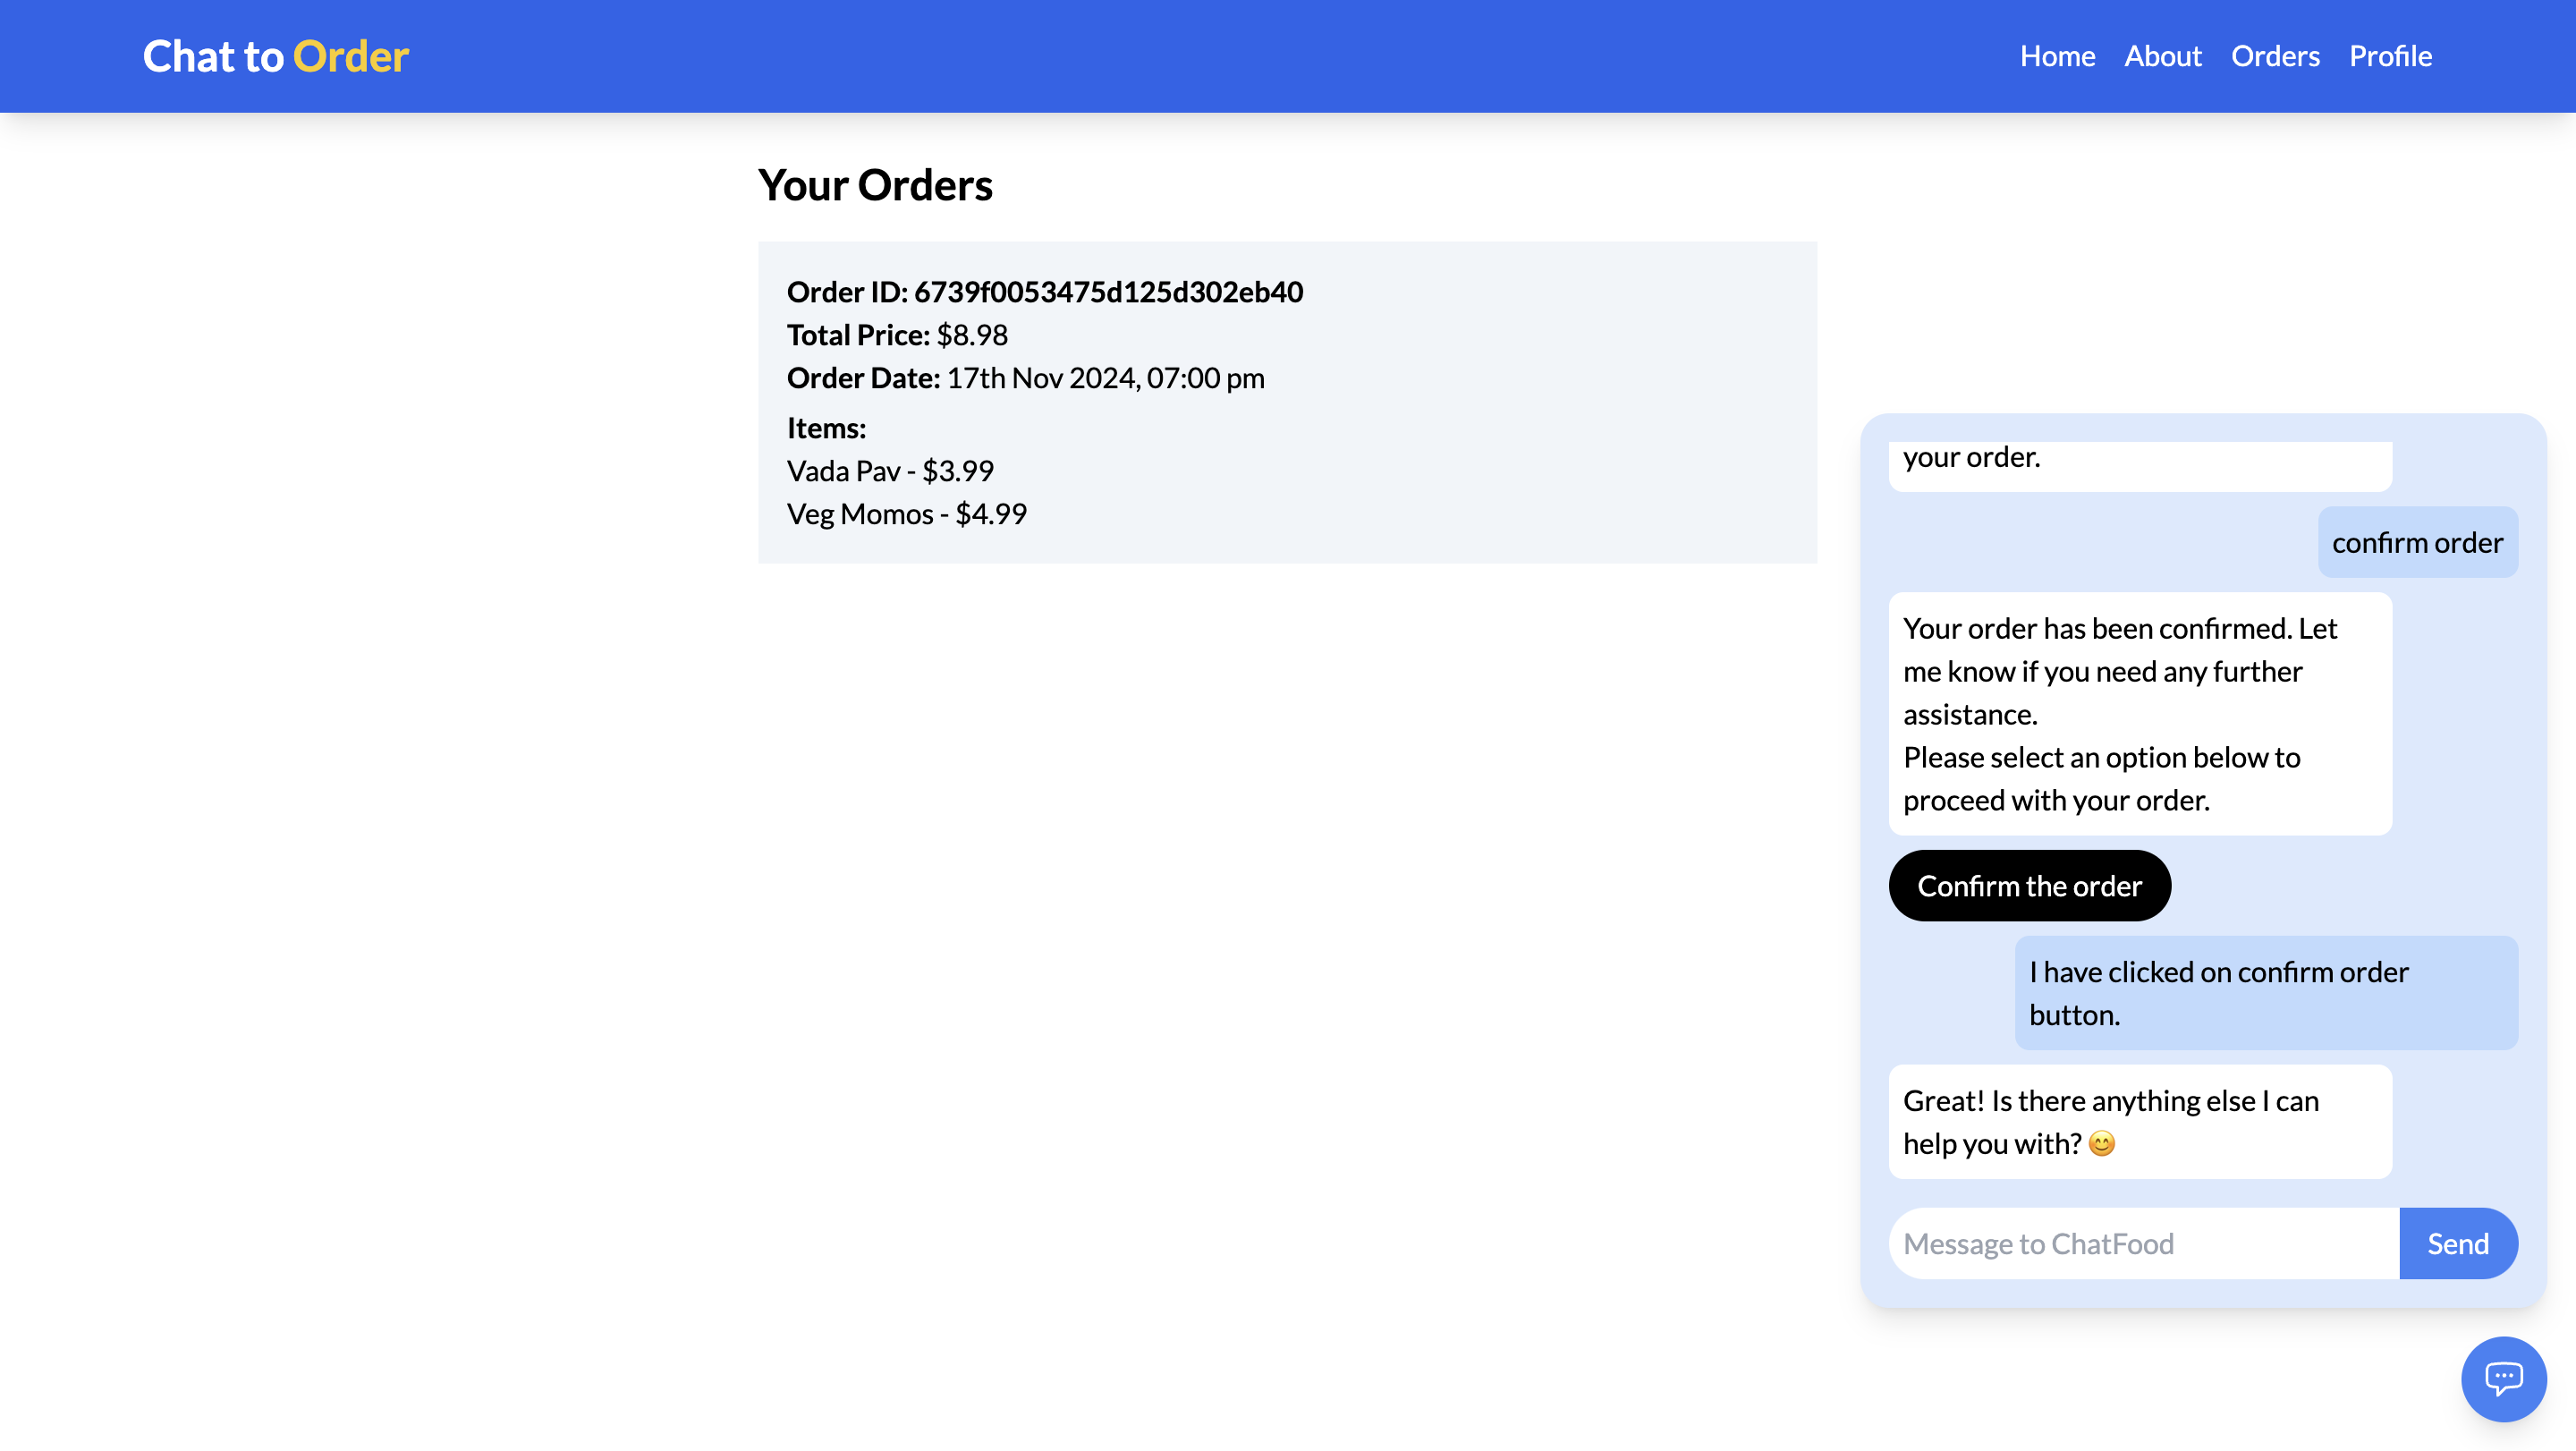 Chat to Order
Home About Orders Profile
Your Orders
Order ID: 6739f0053475d125d302eb40
Total Price: $8.98
Order Date: 17th Nov 2024, 07:00 pm
Items:
Vada Pav - $3.99
Veg Momos - $4.99
your order.
confirm order
Your order has been confirmed. Let
me know if you need any further
assistance.
Please select an option below to
proceed with your order.
Confirm the order
I have clicked on confirm order
button.
Great! Is there anything else I can
help you with? 😊
Message to ChatFood
Send